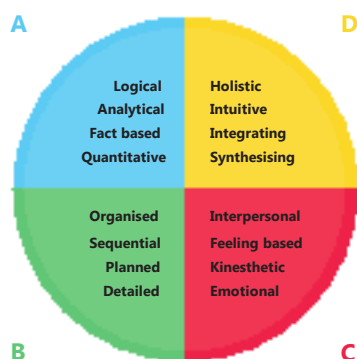 A
D
Logical
Analytical
Fact based
Quantitative
Holistic
Intuitive
Integrating
Synthesising
Organised
Sequential
Planned
Detailed
Interpersonal
Feeling based
Kinesthetic
Emotional
B
C